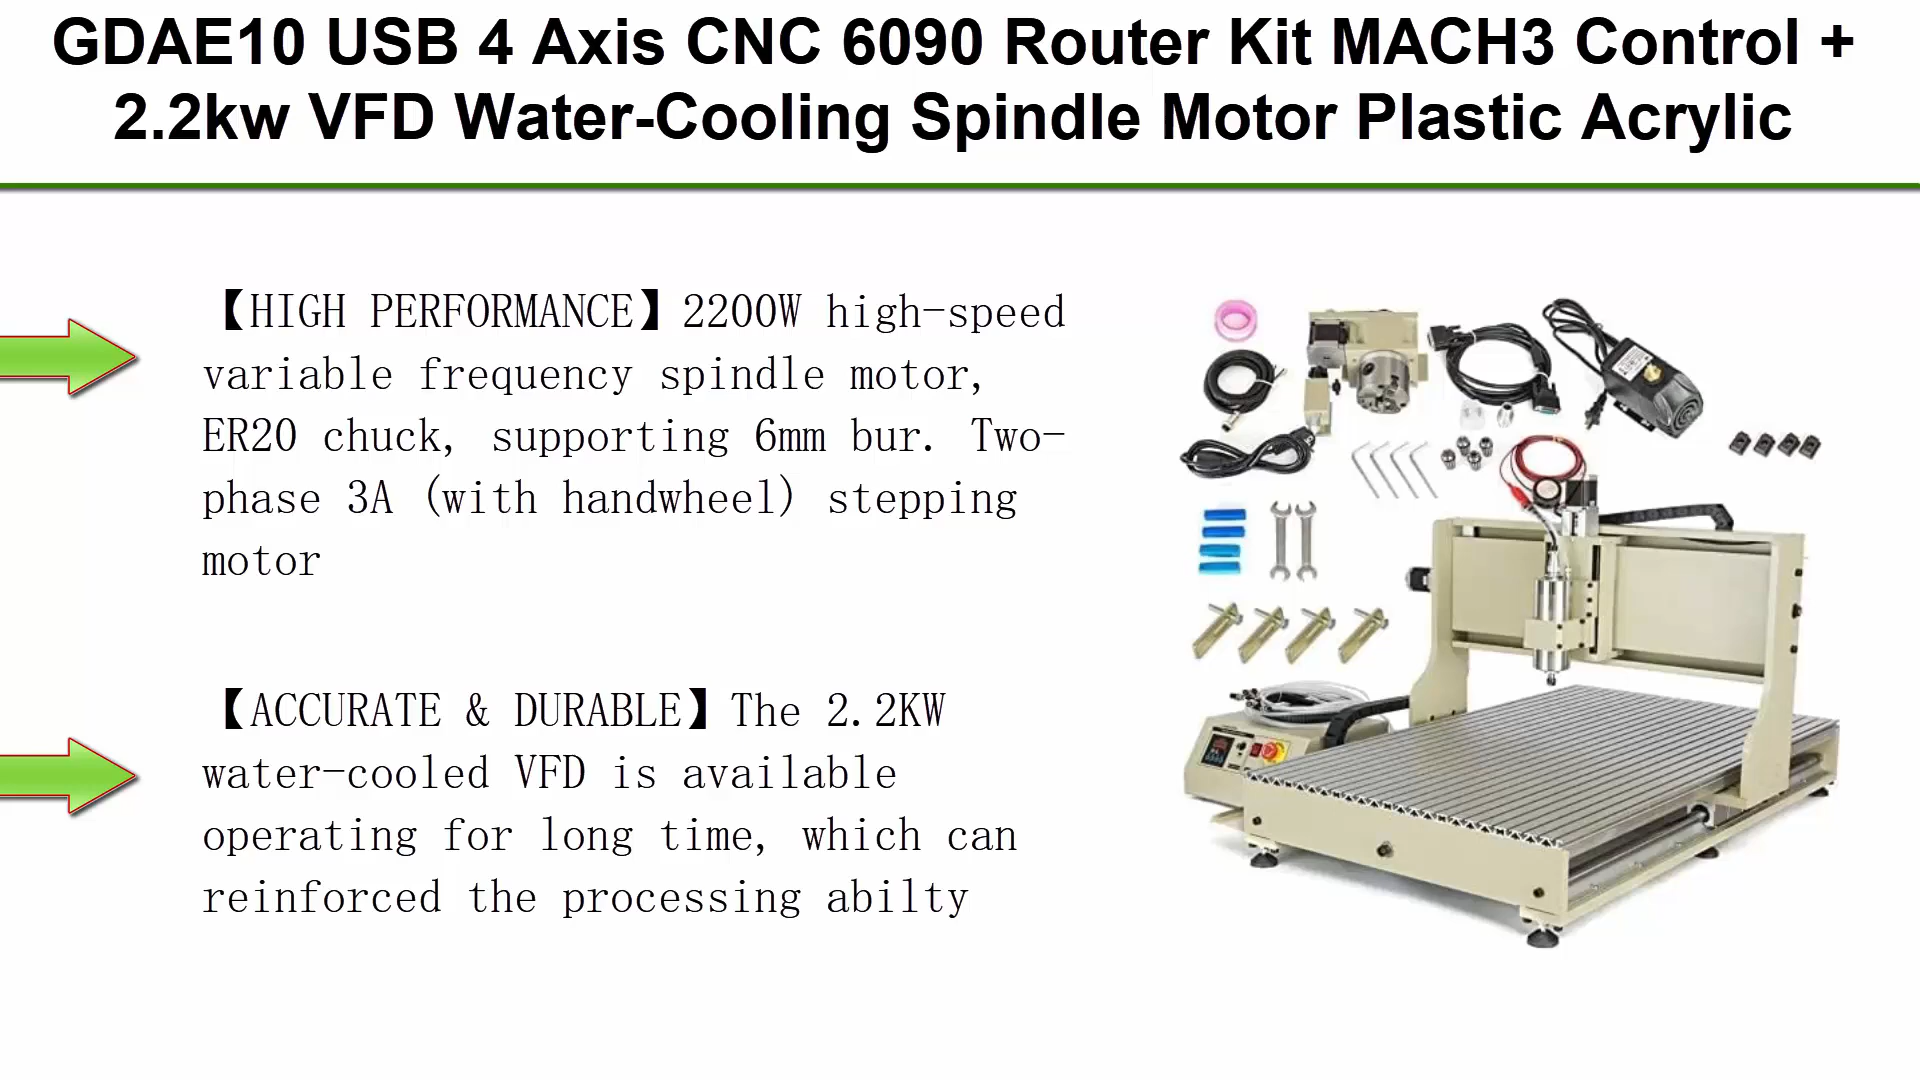 GDAE10 USB 4 Axis CNC 6090 Router Kit MACH3 Control +
2.2kw VFD Water-Cooling Spindle Motor Plastic Acrylic
【HIGH PERFORMANCE】2200W high-speed
variable frequency spindle motor,
ER20 chuck, supporting 6mm bur. Two-
phase 3A (with handwheel) stepping
motor
【ACCURATE & DURABLE】The 2.2KW
water-cooled VFD is available
operating for long time, which can
reinforced the processing abilty